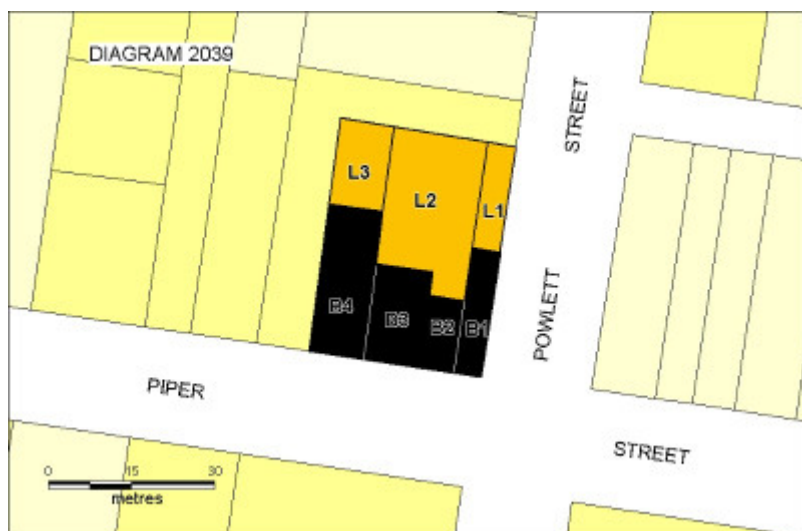 DIAGRAM 2039
STREET
L3
L2
L1
B4
B3
B2
B1
POWLETT
PIPER
STREET
0 15 30
metres